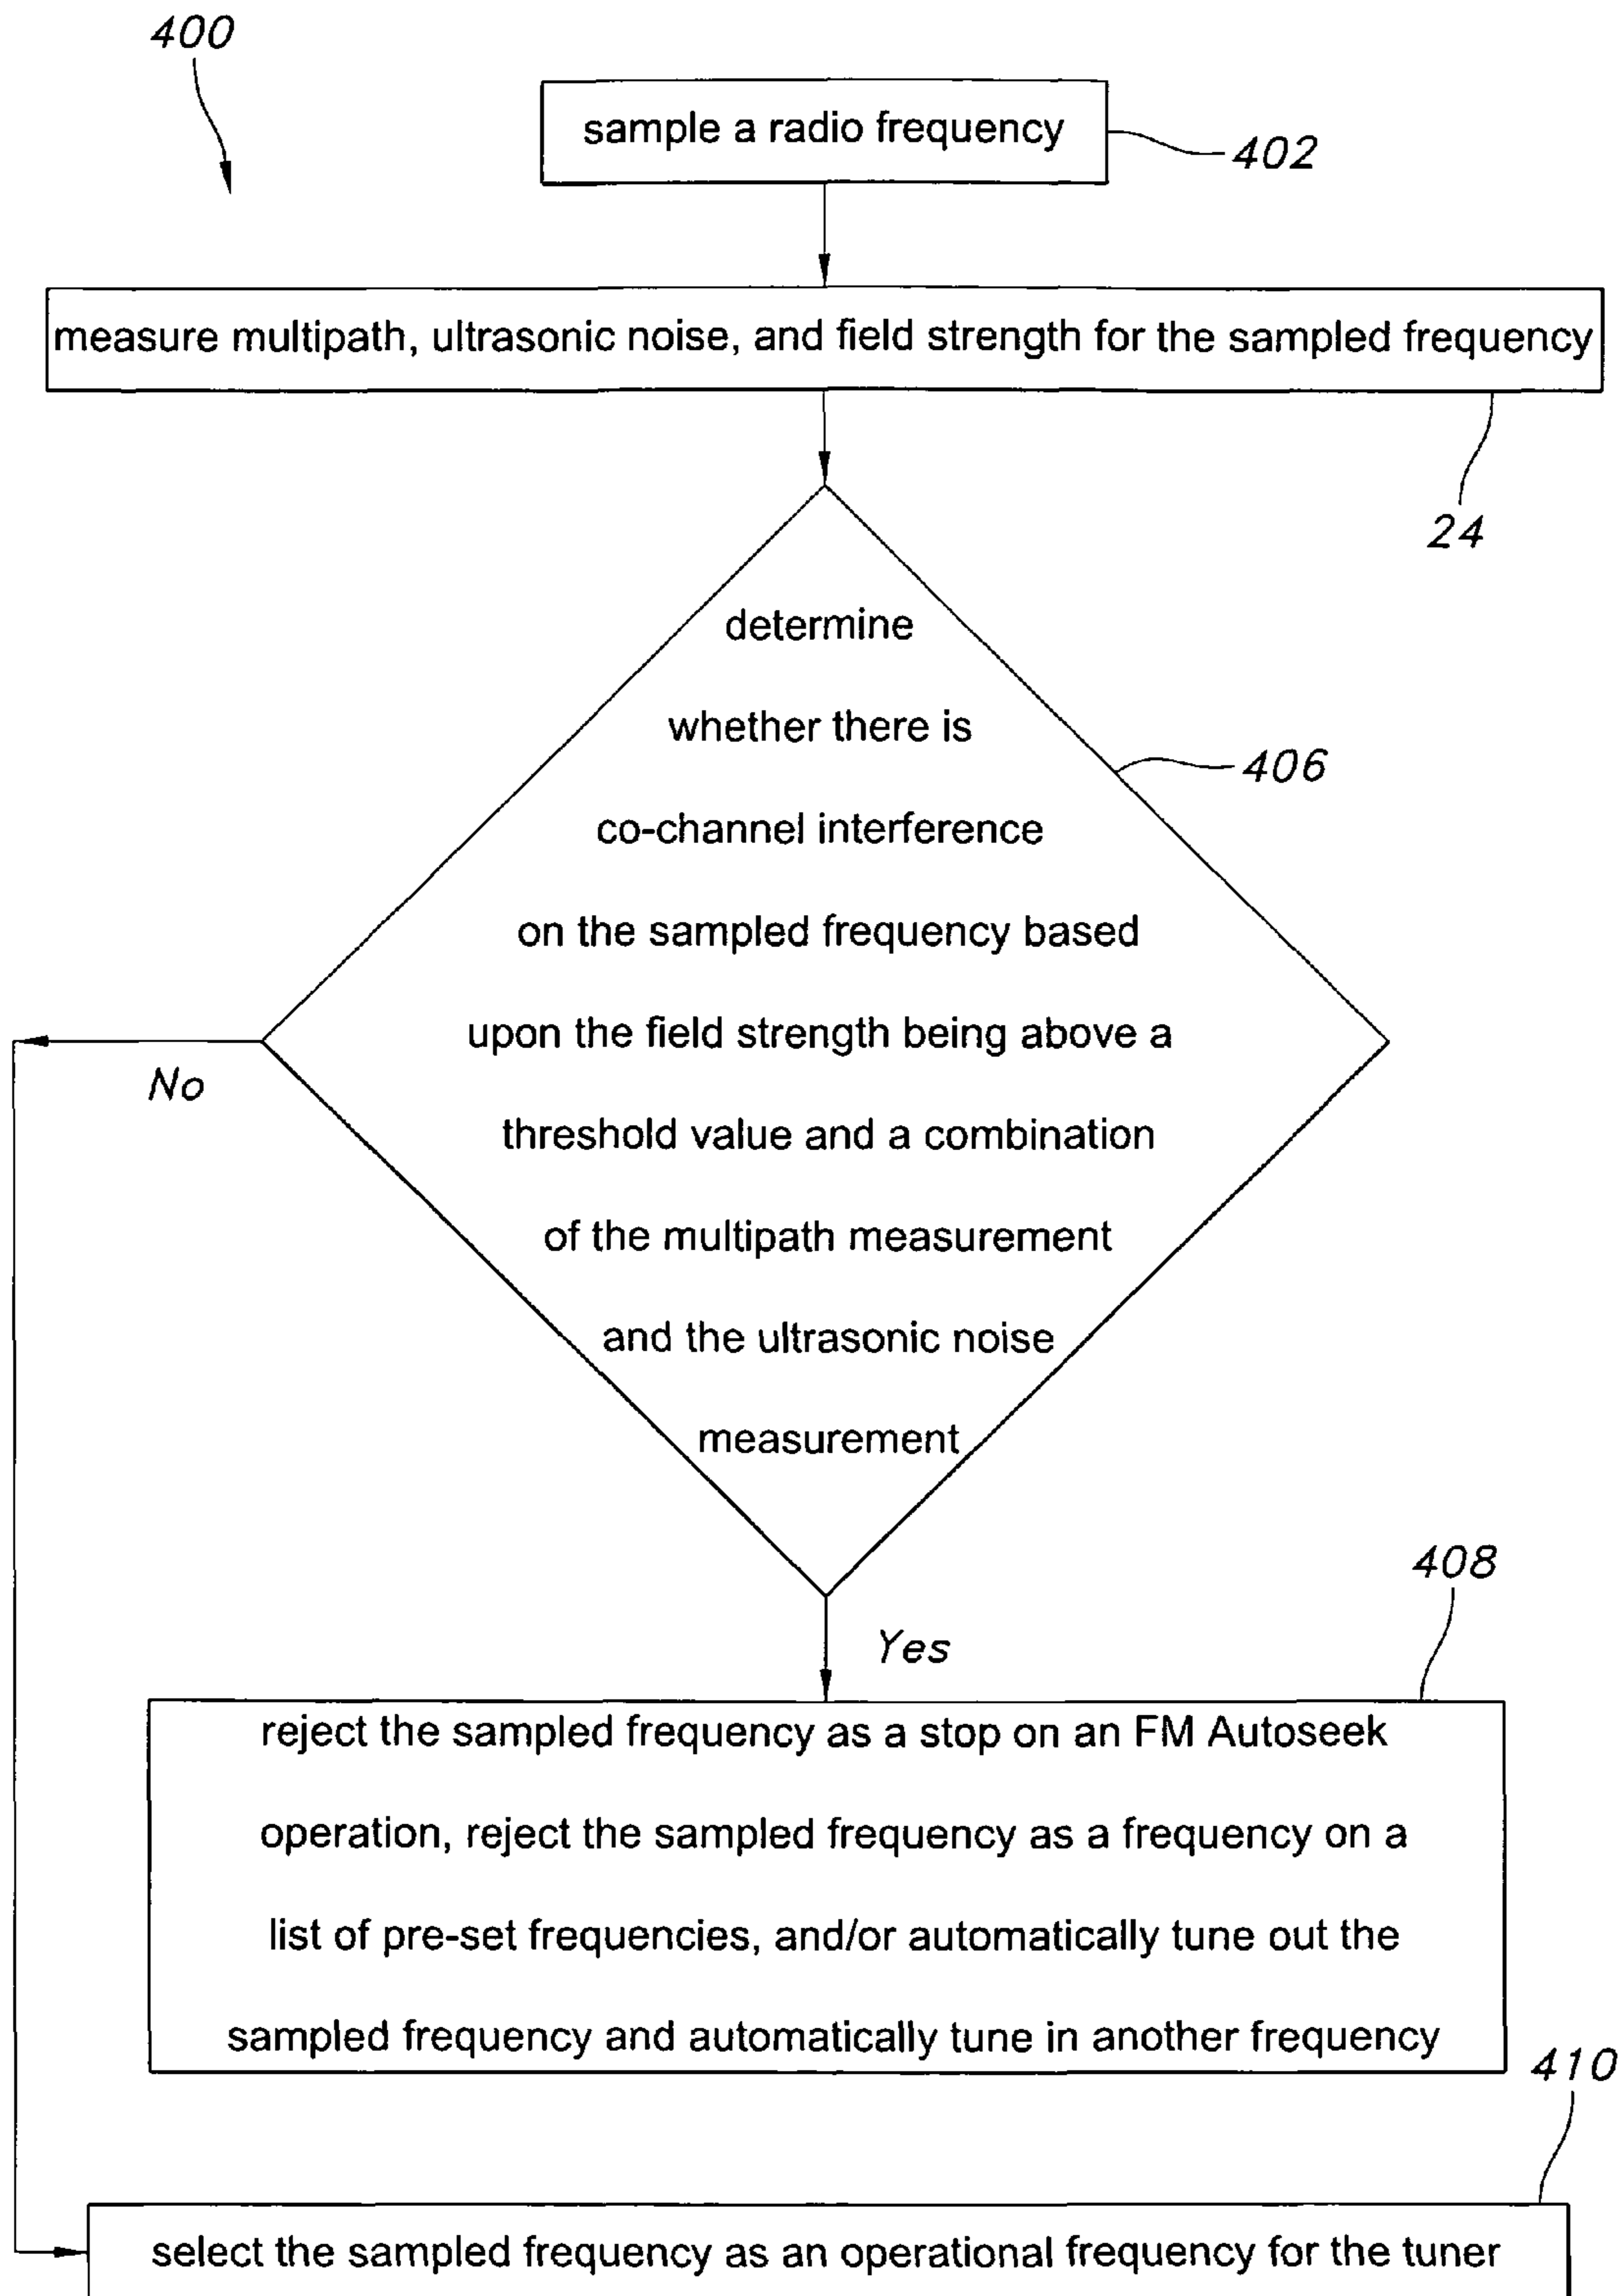 400
sample a radio frequency
402
measure multipath, ultrasonic noise, and field strength for the sampled frequency
24
determine
whether there is
co-channel interference
on the sampled frequency based
upon the field strength being above a
threshold value and a combination
of the multipath measurement
and the ultrasonic noise
measurement
406
No
Yes
408
reject the sampled frequency as a stop on an FM Autoseek
operation, reject the sampled frequency as a frequency on a
list of pre-set frequencies, and/or automatically tune out the
sampled frequency and automatically tune in another frequency
410
select the sampled frequency as an operational frequency for the tuner